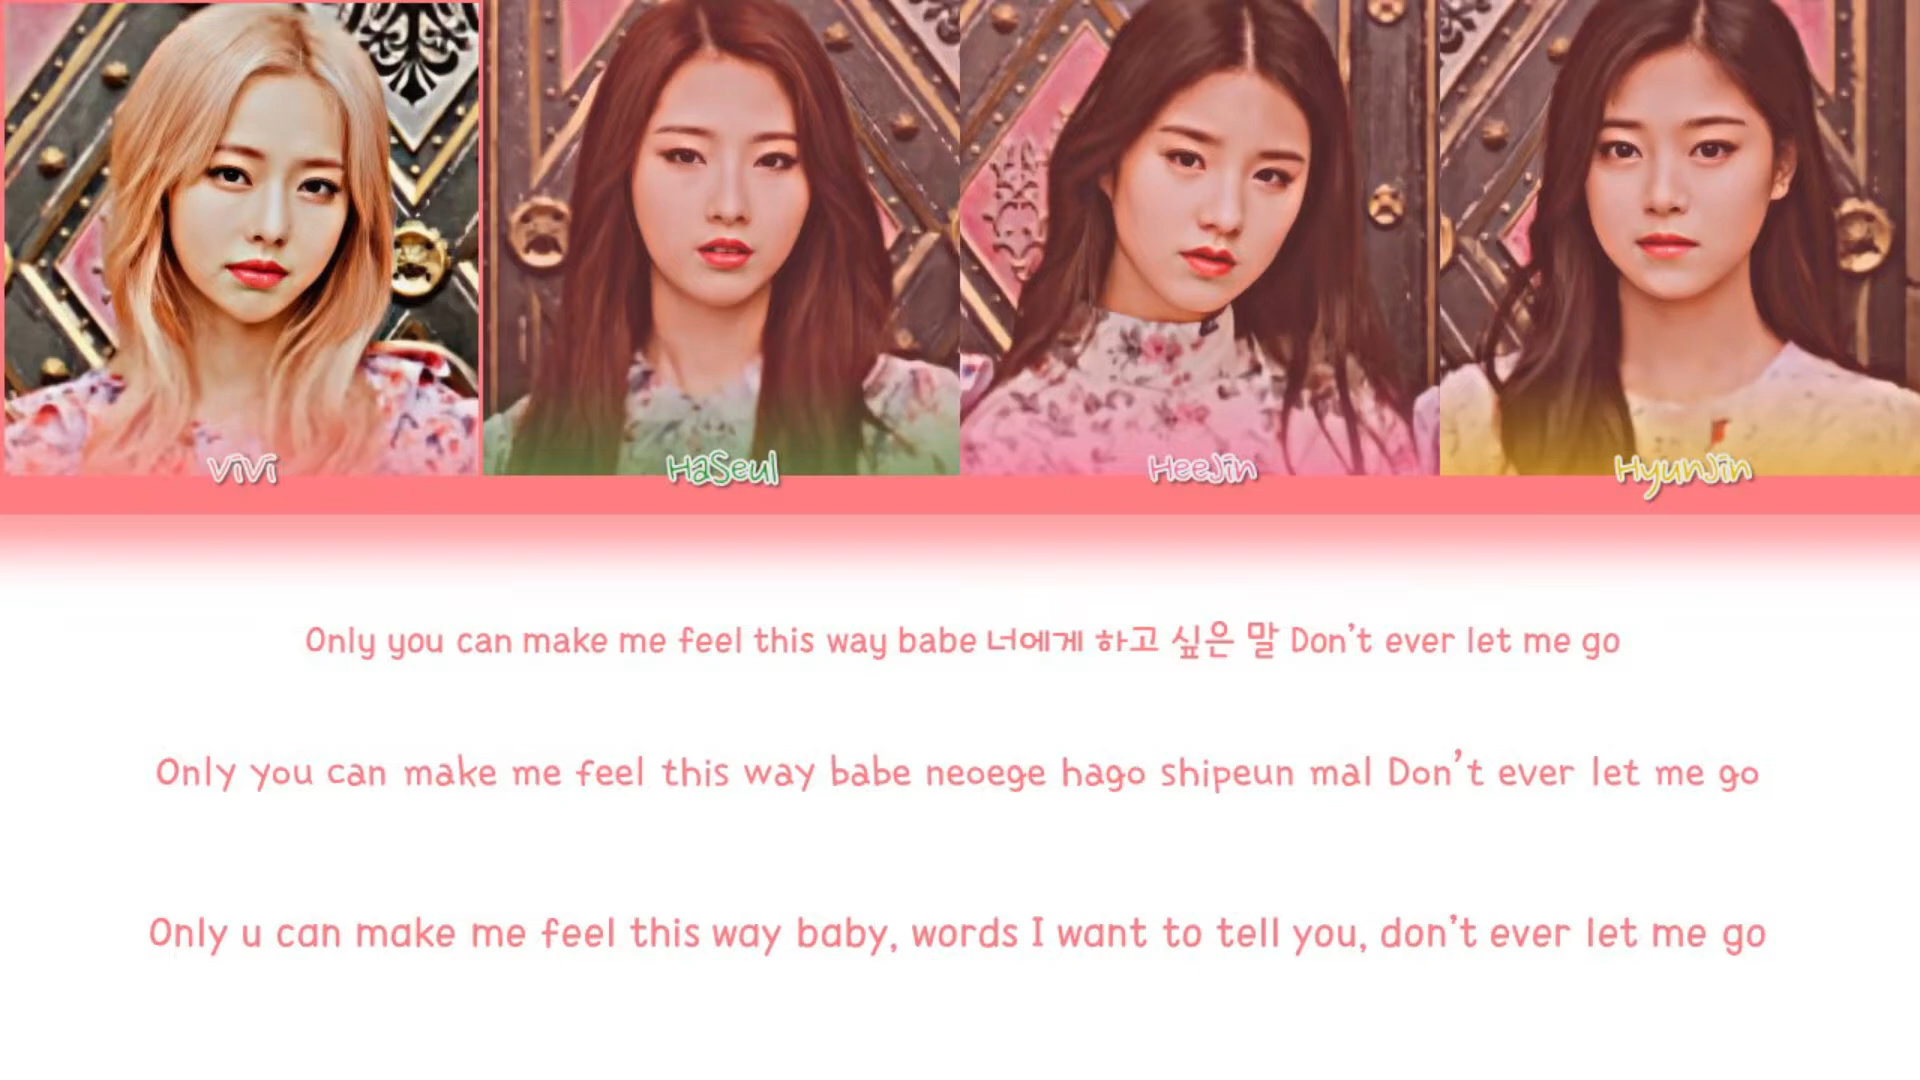 ViVi
HaSeul
HeeJin
HyunJin
Only you can make me feel this way babe 너에게 하고 싶은 말 Don't ever let me go
Only you can make me feel this way babe neoege hago shipeun mal Don't ever let me go
Only u can make me feel this way baby, words I want to tell you, don't ever let me go